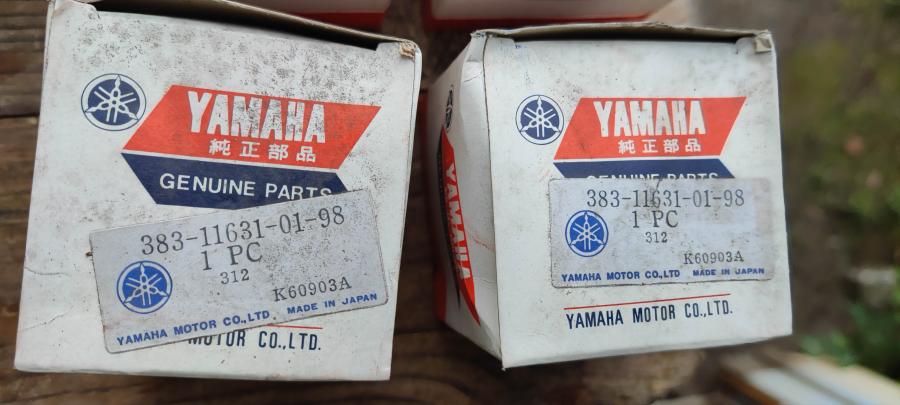 YAMAHA
純正部品
GENUINE PARTS
383-11631-01-98
1 PC
312
K60903A
YAMAHA MOTOR CO.,LTD. MADE IN JAPAN
MOTOR CO.,LTD.
YAMAHA
YAMAHA
純正部品
GENUINE PARTS
383-11631-01-98
1 PC
312
K60903A
YAMAHA MOTOR CO.,LTD MADE IN JAPAN
YAMAHA MOTOR CO.,LTD.